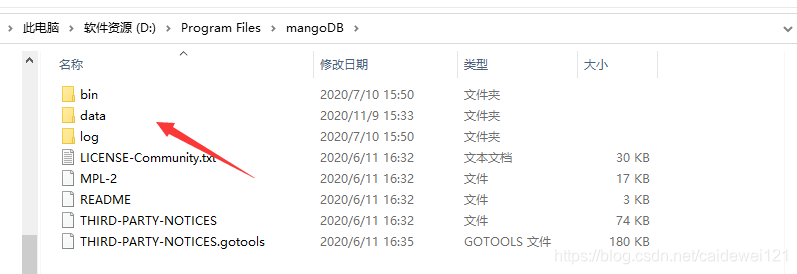 此电脑 > 软件资源 (D:) > Program Files > mangoDB >
名称 修改日期 类型 大小
bin 2020/7/10 15:50 文件夹
data 2020/11/9 15:33 文件夹
log 2020/7/10 15:50 文件夹
LICENSE-Community.txt 2020/6/11 16:32 文本文档 30 KB
MPL-2 2020/6/11 16:32 文件 17 KB
README 2020/6/11 16:32 文件 3 KB
THIRD-PARTY-NOTICES 2020/6/11 16:32 文件 74 KB
THIRD-PARTY-NOTICES.gotools 2020/6/11 16:35 GOTOOLS 文件 180 KB
https://blog.csdn.net/caidewei121